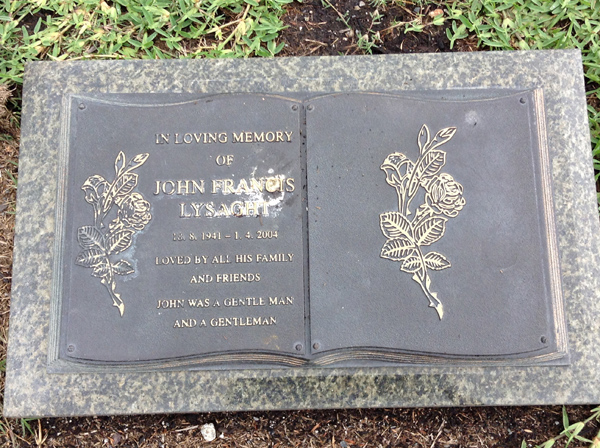 IN LOVING MEMORY
OF
JOHN FRANCIS
LYSAGHT
13. 8. 1941 – 1. 4. 2004
LOVED BY ALL HIS FAMILY
AND FRIENDS
JOHN WAS A GENTLE MAN
AND A GENTLEMAN